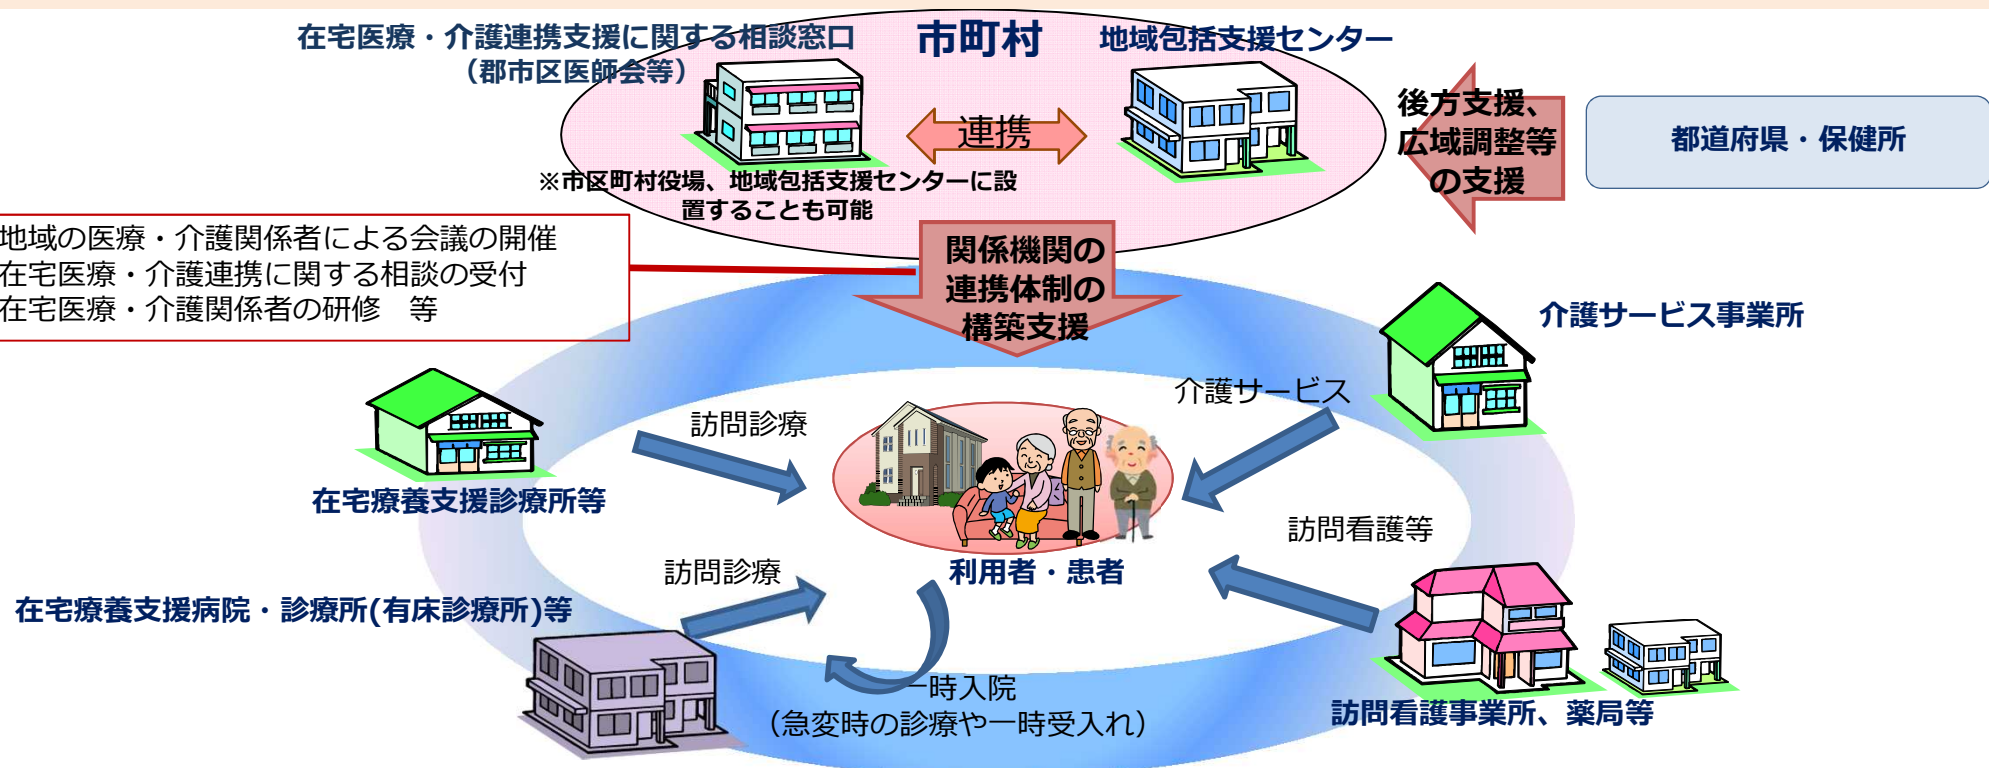 在宅医療・介護連携支援に関する相談窓口
（郡市区医師会等）
市町村
地域包括支援センター
連携
※市区町村役場、地域包括支援センターに設
置することも可能
後方支援、
広域調整等
の支援
都道府県・保健所
地域の医療・介護関係者による会議の開催
在宅医療・介護連携に関する相談の受付
在宅医療・介護関係者の研修　等
関係機関の
連携体制の
構築支援
介護サービス事業所
介護サービス
訪問診療
在宅療養支援診療所等
訪問看護等
利用者・患者
訪問診療
在宅療養支援病院・診療所(有床診療所)等
一時入院
（急変時の診療や一時受入れ）
訪問看護事業所、薬局等